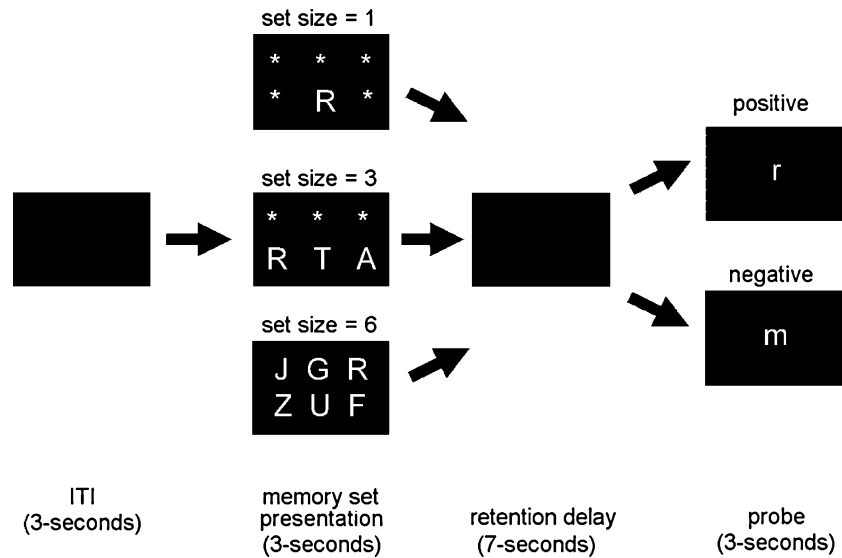 set size = 1
* * *
* R *
positive
r
set size = 3
* * *
R T A
negative
m
set size = 6
J G R
Z U F
ITI
(3-seconds)
memory set
presentation
(3-seconds)
retention delay
(7-seconds)
probe
(3-seconds)